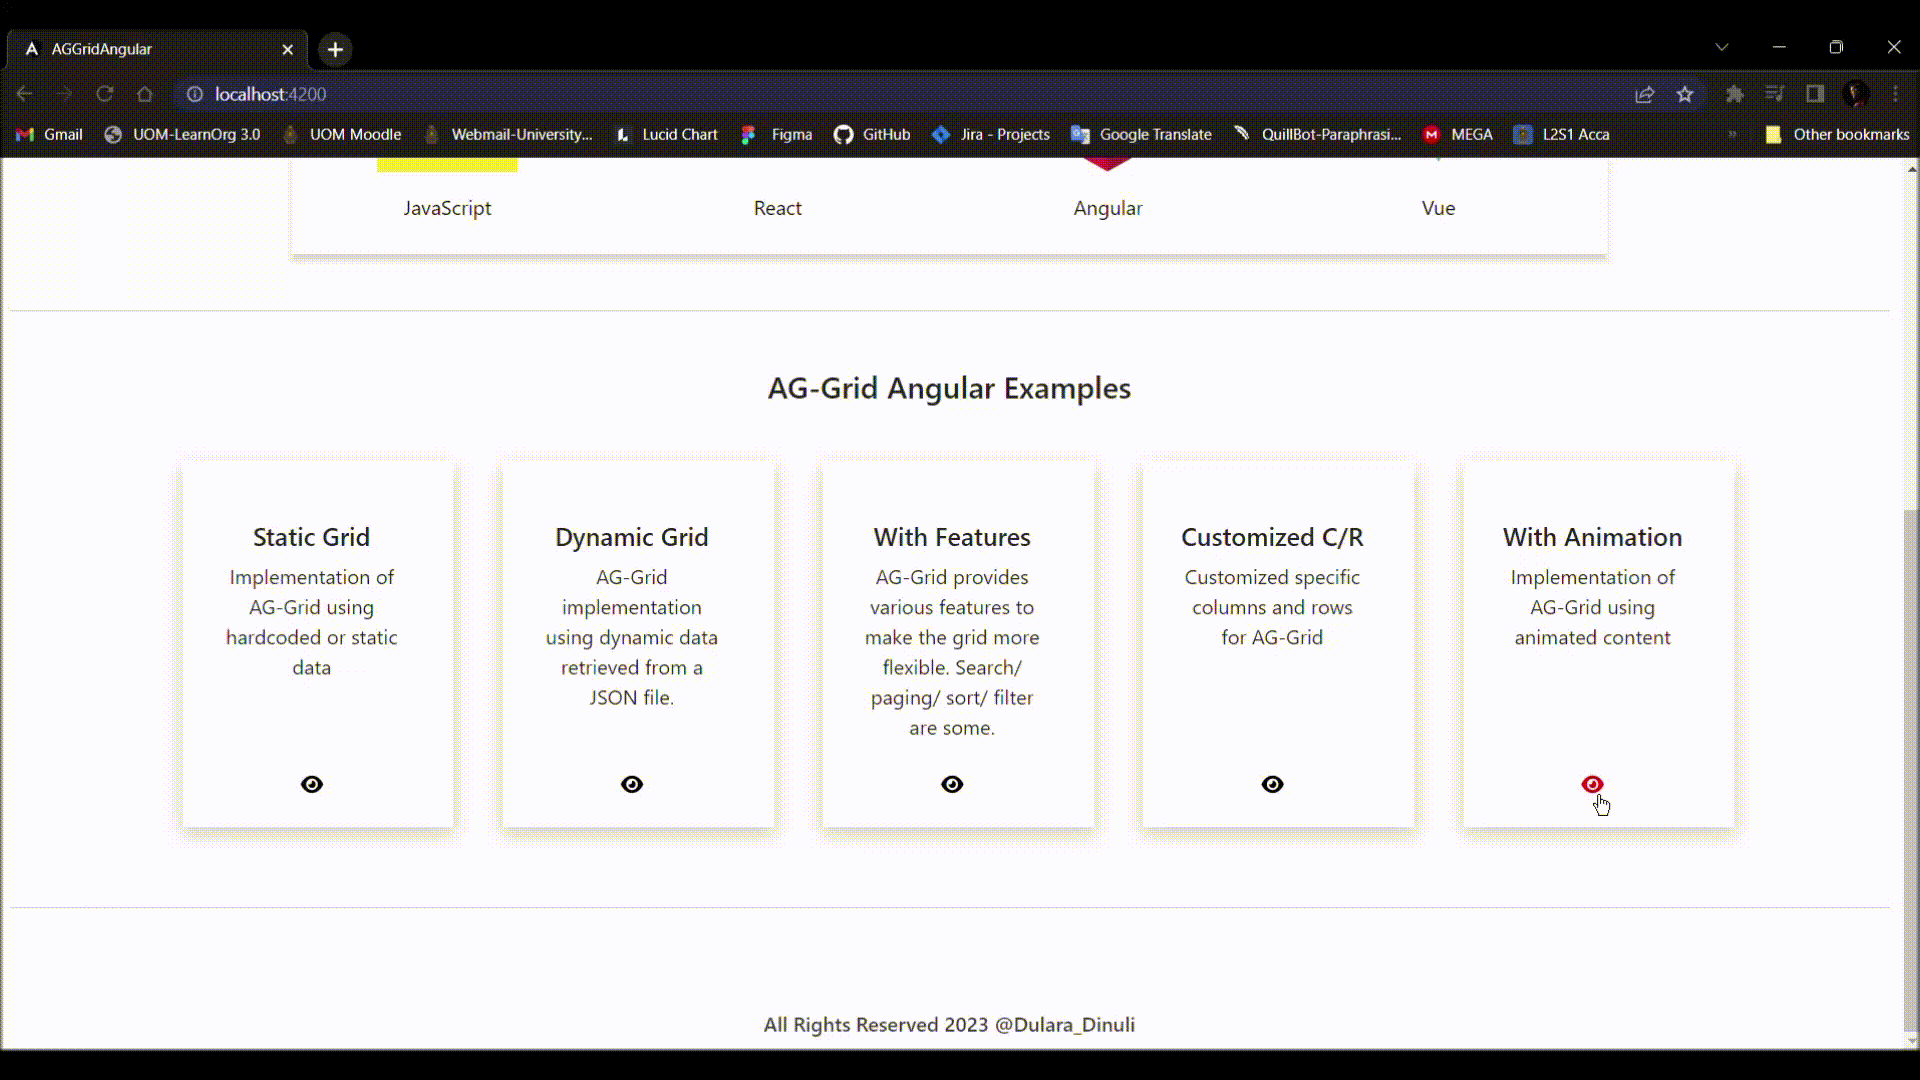 AGGridAngular
localhost:4200
Gmail
UOM-LearnOrg 3.0
UOM Moodle
Webmail-University...
Lucid Chart
Figma
GitHub
Jira - Projects
Google Translate
QuillBot-Paraphrasi...
MEGA
L2S1 Acca
»
Other bookmarks
JavaScript
React
Angular
Vue
AG-Grid Angular Examples
Static Grid
Implementation of
AG-Grid using
hardcoded or static
data
Dynamic Grid
AG-Grid
implementation
using dynamic data
retrieved from a
JSON file.
With Features
AG-Grid provides
various features to
make the grid more
flexible. Search/
paging/ sort/ filter
are some.
Customized C/R
Customized specific
columns and rows
for AG-Grid
With Animation
Implementation of
AG-Grid using
animated content
All Rights Reserved 2023 @Dulara_Dinuli